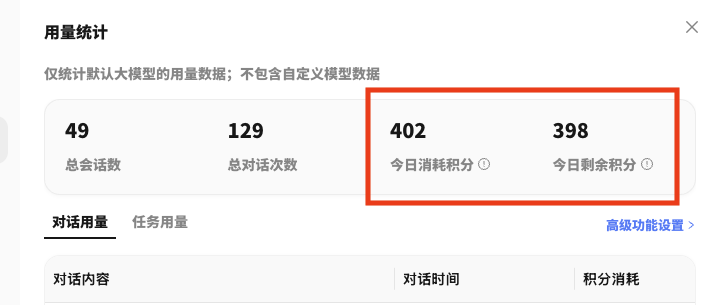 用量统计
仅统计默认大模型的用量数据；不包含自定义模型数据
49 129 402 398
总会话数 总对话次数 今日消耗积分 今日剩余积分
对话用量 任务用量 高级功能设置 >
对话内容 对话时间 积分消耗